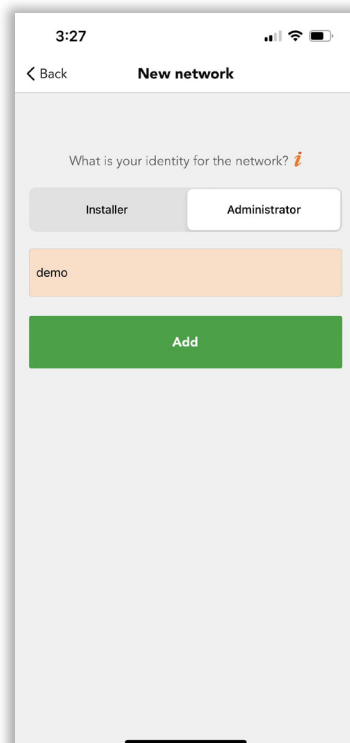 3:27
Back
New network
What is your identity for the network? i
Installer
Administrator
demo
Add